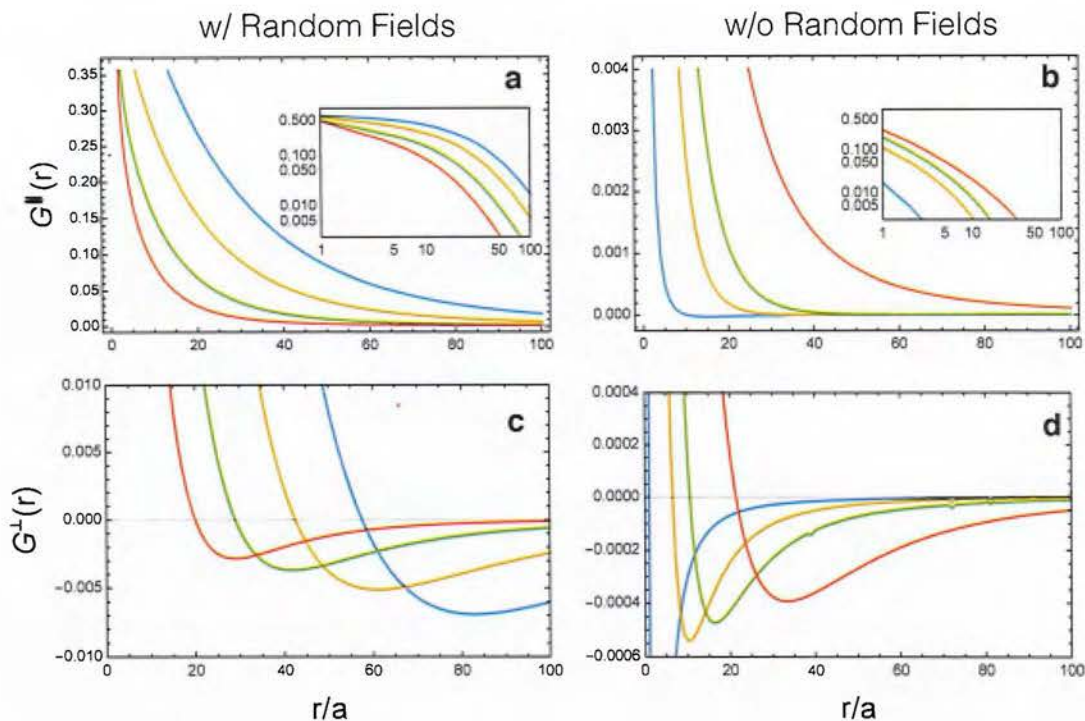 w/ Random Fields
w/o Random Fields
a
G∥(r)
0.35
0.30
0.25
0.20
0.15
0.10
0.05
0.00
0 20 40 60 80 100
0.500
0.100
0.050
0.010
0.005
1 5 10 50 100
b
0.004
0.003
0.002
0.001
0.000
0 20 40 60 80 100
0.500
0.100
0.050
0.010
0.005
1 5 10 50 100
c
G⊥(r)
0.010
0.005
0.000
−0.005
−0.010
0 20 40 60 80 100
r/a
d
0.0004
0.0002
0.0000
−0.0002
−0.0004
−0.0006
0 20 40 60 80 100
r/a